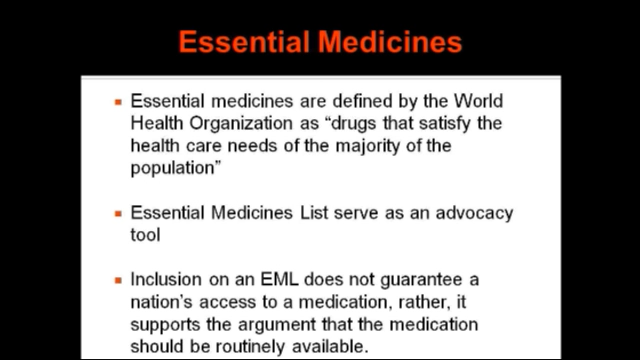 Essential Medicines
▪ Essential medicines are defined by the World
Health Organization as “drugs that satisfy the
health care needs of the majority of the
population”
▪ Essential Medicines List serve as an advocacy
tool
▪ Inclusion on an EML does not guarantee a
nation’s access to a medication, rather, it
supports the argument that the medication
should be routinely available.